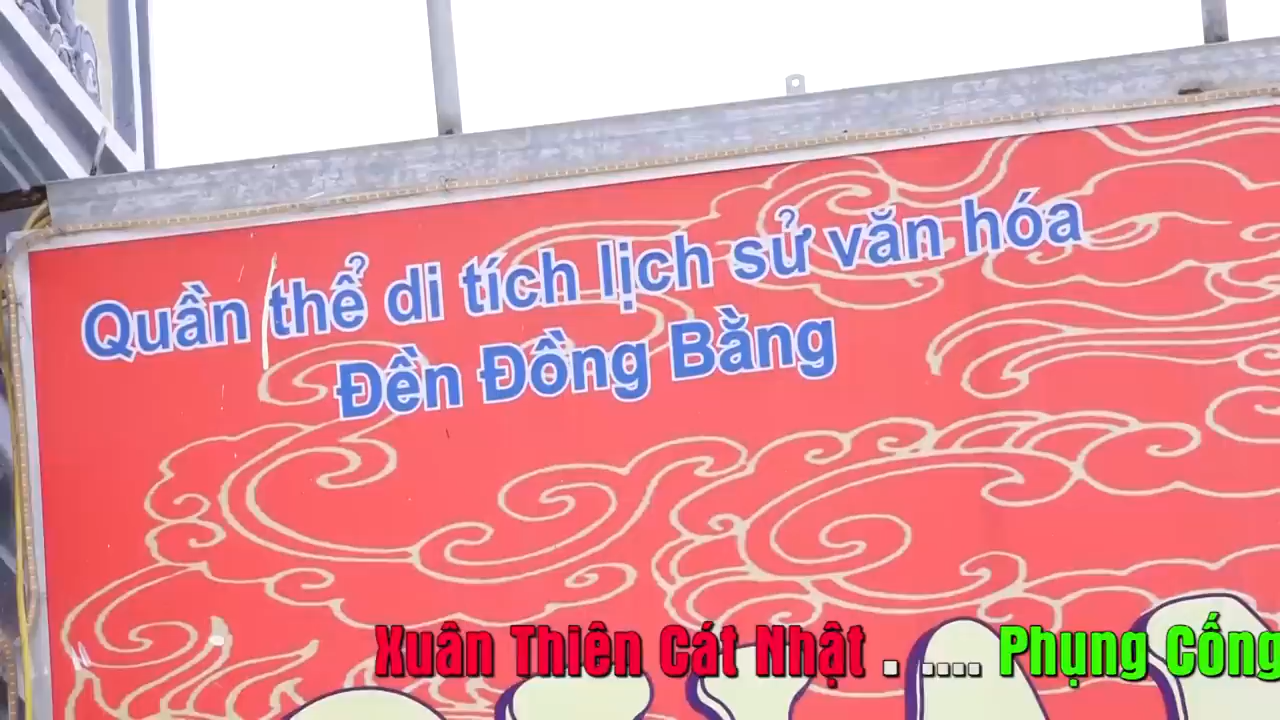 Quần thể di tích lịch sử văn hóa
Đền Đồng Bằng
Xuân Thiên Cát Nhật . .... Phụng Cống